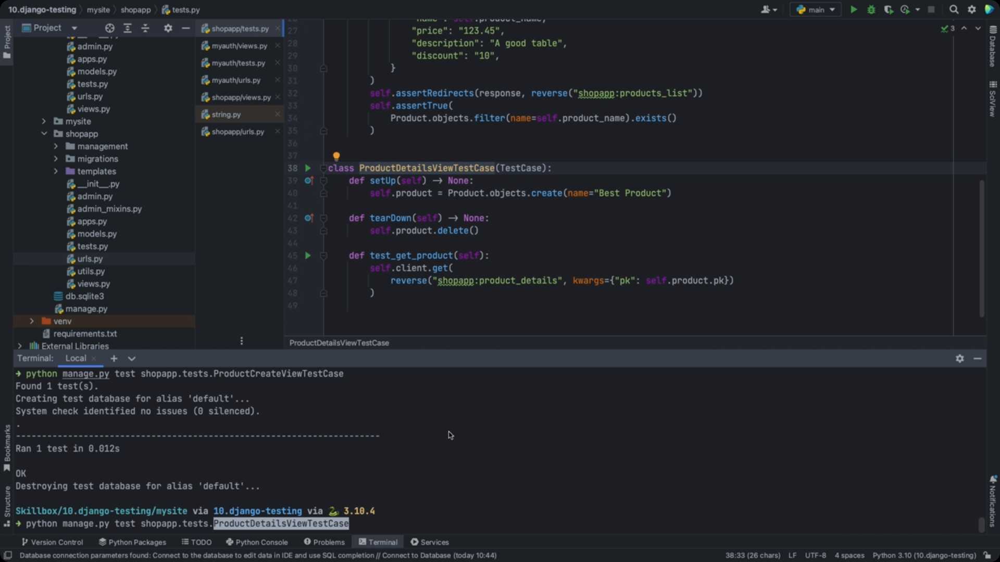 10.django-testing mysite shopapp tests.py
main
Project
Project
admin.py
apps.py
models.py
tests.py
urls.py
views.py
mysite
shopapp
management
migrations
templates
__init__.py
admin.py
admin_mixins.py
apps.py
models.py
tests.py
urls.py
utils.py
views.py
db.sqlite3
manage.py
venv
requirements.txt
External Libraries
shopapp/tests.py
myauth/views.py
myauth/tests.py
myauth/urls.py
shopapp/views.py
string.py
shopapp/urls.py
3
27 "price": "123.45",
28 "description": "A good table",
29 "discount": "10",
30 }
31 )
32 self.assertRedirects(response, reverse("shopapp:products_list"))
33 self.assertTrue(
34 Product.objects.filter(name=self.product_name).exists()
35 )
36
37
38 class ProductDetailsViewTestCase(TestCase):
39 def setUp(self) → None:
40 self.product = Product.objects.create(name="Best Product")
41
42 def tearDown(self) → None:
43 self.product.delete()
44
45 def test_get_product(self):
46 self.client.get(
47 reverse("shopapp:product_details", kwargs={"pk": self.product.pk})
48 )
49
ProductDetailsViewTestCase
Database
SciView
Notifications
Bookmarks
Structure
Terminal: Local
→ python manage.py test shopapp.tests.ProductCreateViewTestCase
Found 1 test(s).
Creating test database for alias 'default'...
System check identified no issues (0 silenced).
.
----------------------------------------------------------------------
Ran 1 test in 0.012s
OK
Destroying test database for alias 'default'...
Skillbox/10.django-testing/mysite via 10.django-testing via 🐍 3.10.4
→ python manage.py test shopapp.tests.ProductDetailsViewTestCase
Version Control Python Packages TODO Python Console Problems Terminal Services
Database connection parameters found: Connect to the database to edit data in IDE and use SQL completion // Connect to Database (today 10:44) 38:33 (26 chars) LF UTF-8 4 spaces Python 3.10 (10.django-testing)